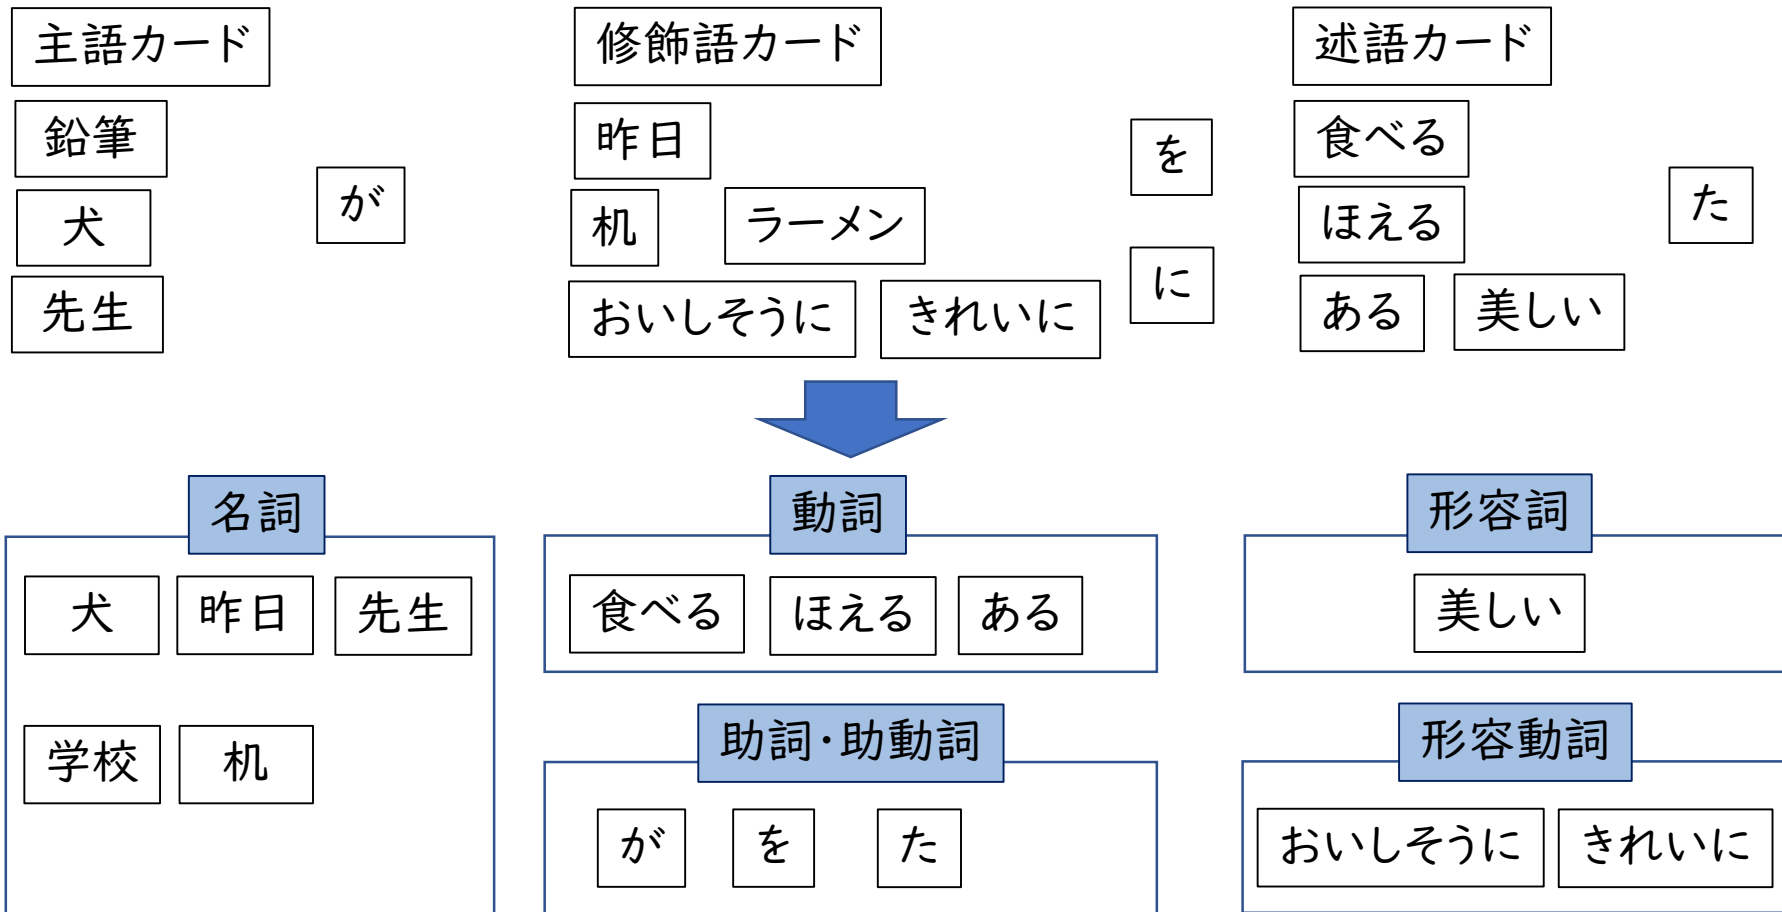 主語カード
修飾語カード
述語カード
鉛筆
犬
先生
が
昨日
机
ラーメン
おいしそうに
きれいに
を
に
食べる
ほえる
ある
美しい
た
名詞
犬
昨日
先生
学校
机
動詞
食べる
ほえる
ある
形容詞
美しい
助詞・助動詞
が
を
た
形容動詞
おいしそうに
きれいに